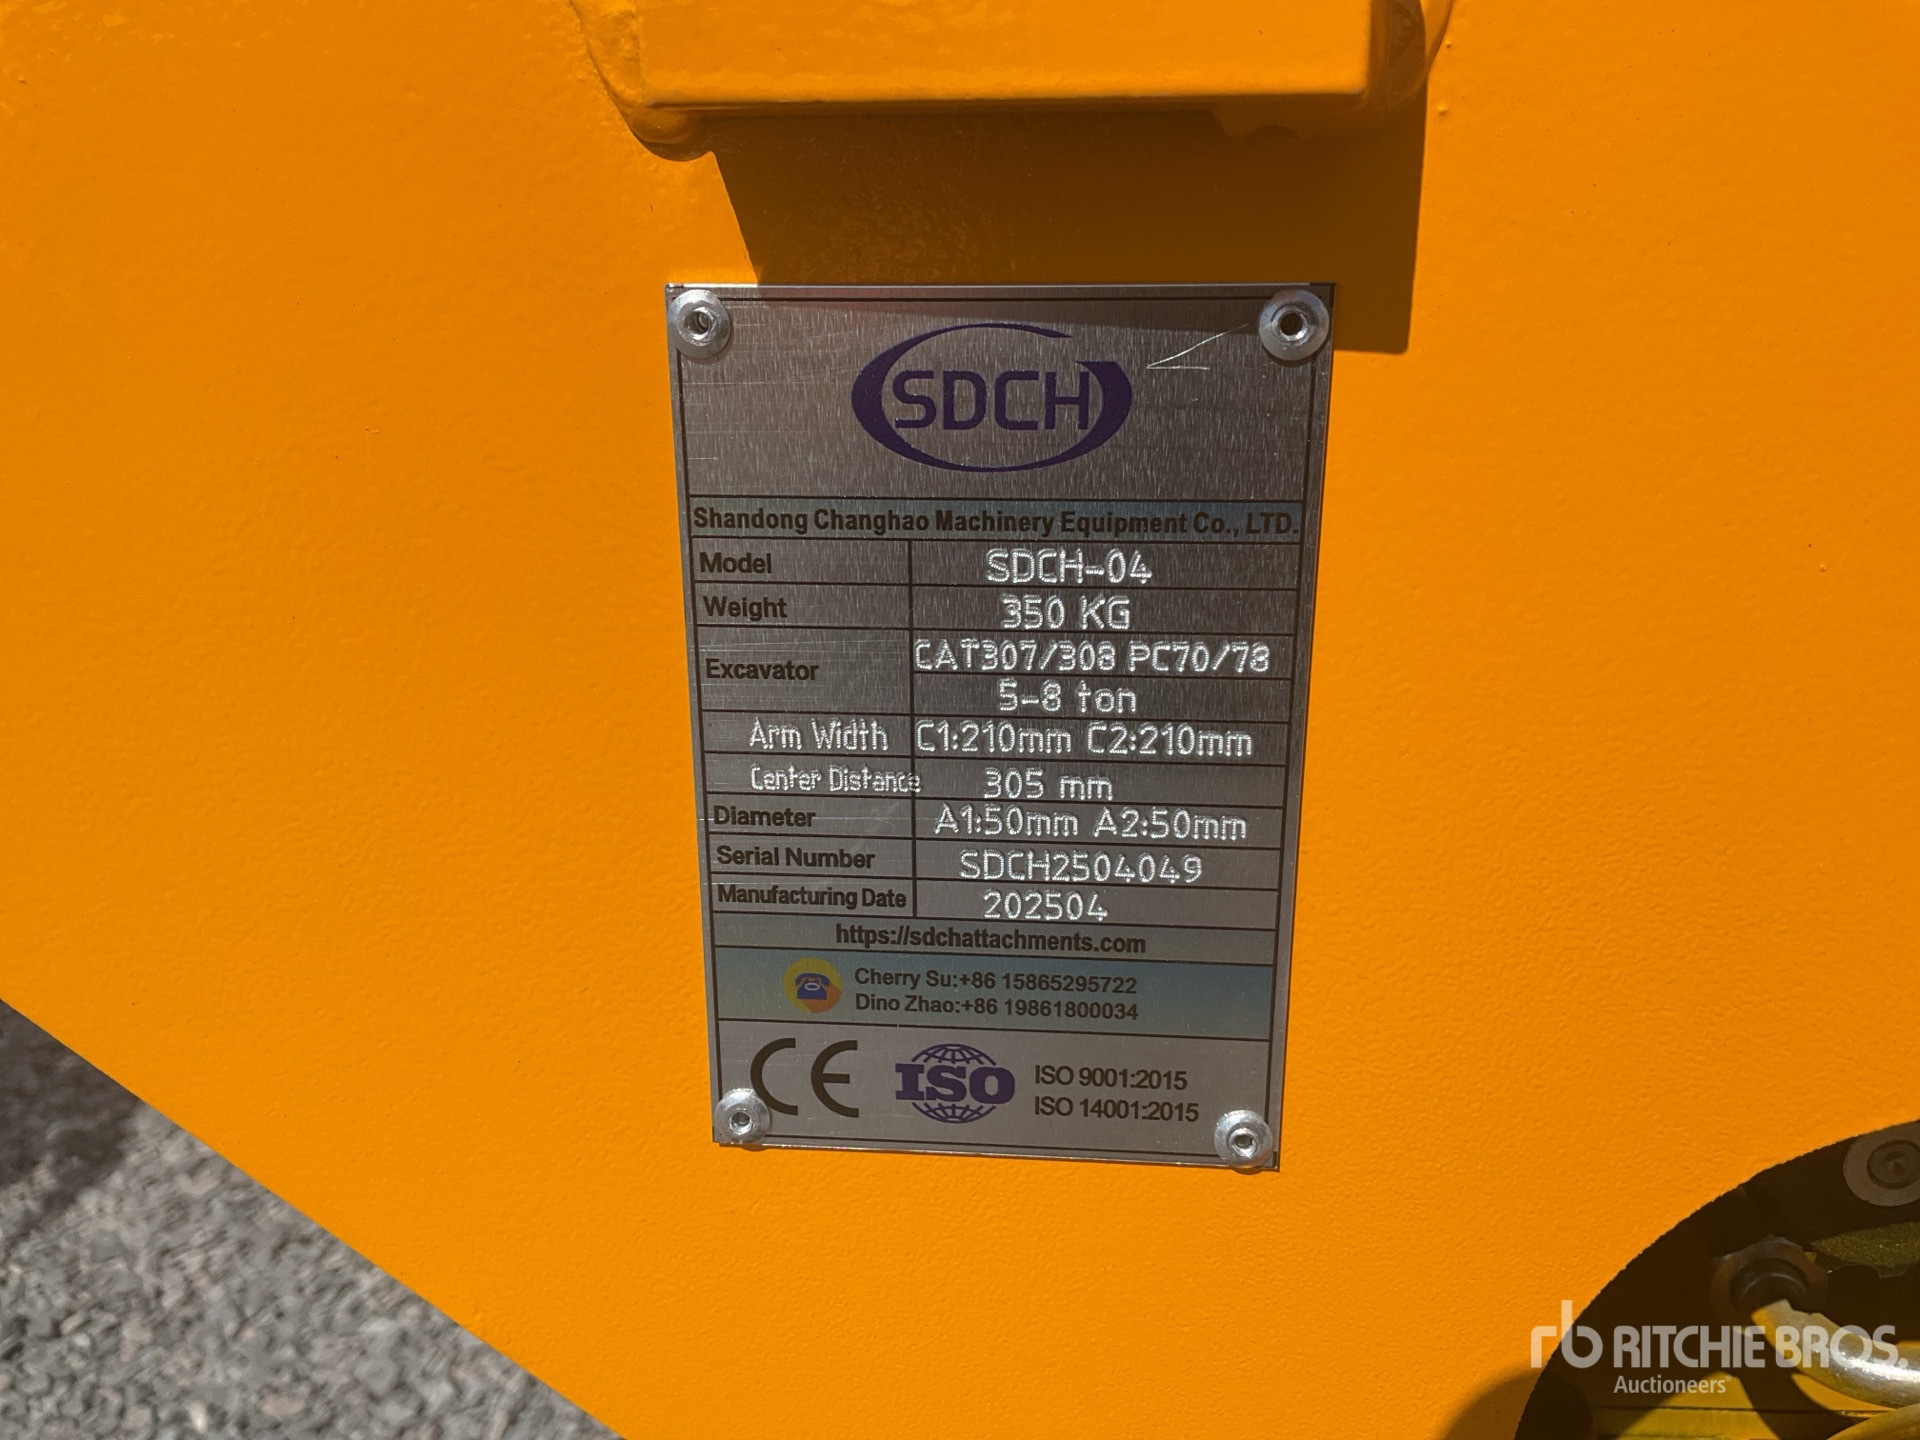 SDCH
Shandong Changhao Machinery Equipment Co., LTD.
Model SDCH-04
Weight 350 KG
Excavator CAT307/308 PC70/78
5-8 ton
Arm Width C1:210mm C2:210mm
Center Distance 305 mm
Diameter A1:50mm A2:50mm
Serial Number SDCH2504049
Manufacturing Date 202504
https://sdchattachments.com
Cherry Su:+86 15865295722
Dino Zhao:+86 19861800034
CE ISO ISO 9001:2015
ISO 14001:2015
rb RITCHIE BROS.
Auctioneers